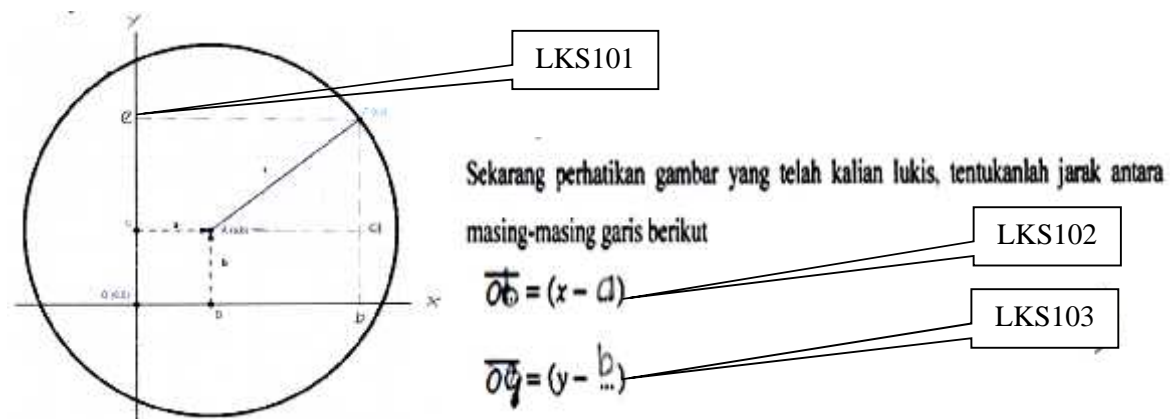 y
LKS101
e
r
a
b
d
O (0,0)
D
b
x
Sekarang perhatikan gambar yang telah kalian lukis, tentukanlah jarak antara
masing-masing garis berikut
LKS102
= (x - a)
LKS103
= (y - b)
...